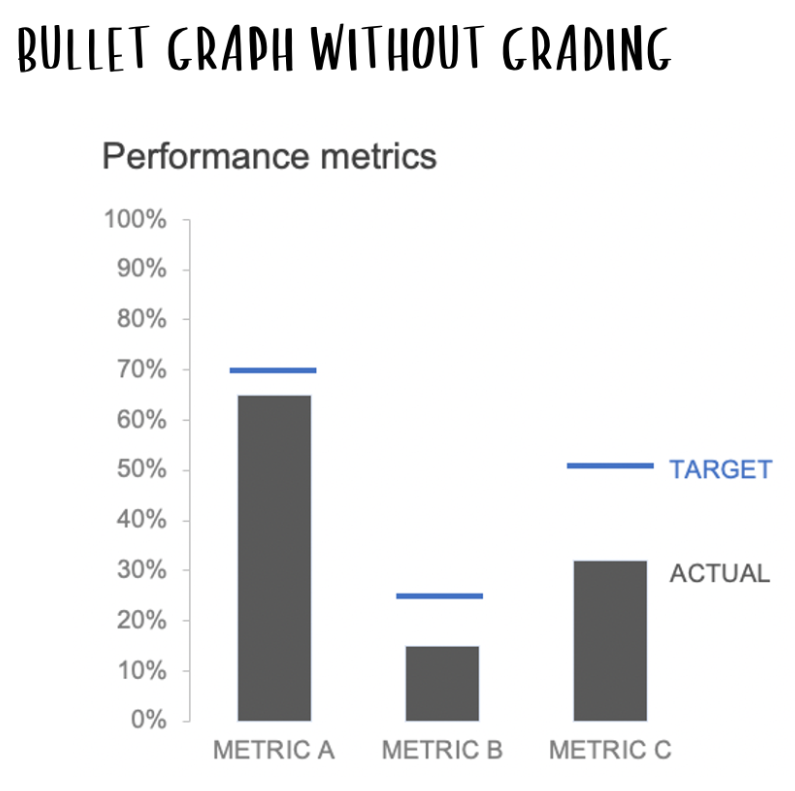 BULLET GRAPH WITHOUT GRADING
Performance metrics
100%
90%
80%
70%
60%
50%
TARGET
40%
30%
ACTUAL
20%
10%
0%
METRIC A METRIC B METRIC C